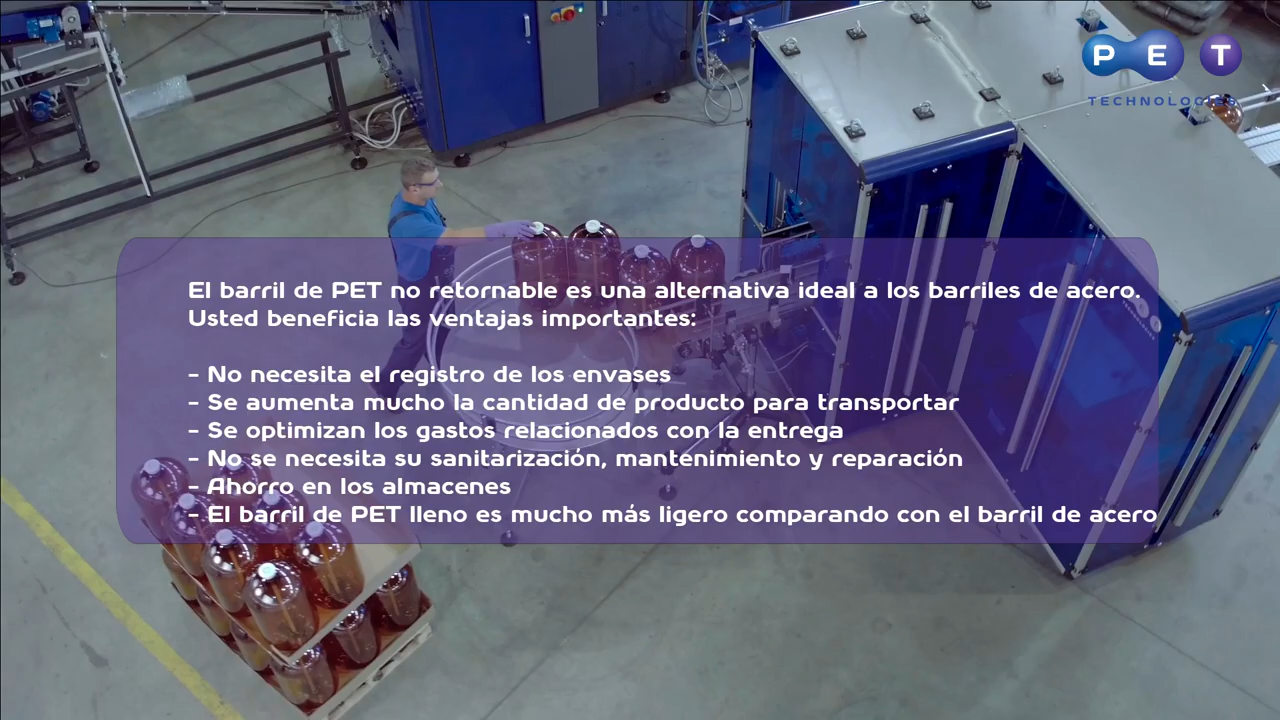 PET
TECHNOLOGIES
El barril de PET no retornable es una alternativa ideal a los barriles de acero.
Usted beneficia las ventajas importantes:
- No necesita el registro de los envases
- Se aumenta mucho la cantidad de producto para transportar
- Se optimizan los gastos relacionados con la entrega
- No se necesita su sanitarización, mantenimiento y reparación
- Ahorro en los almacenes
- El barril de PET lleno es mucho más ligero comparando con el barril de acero